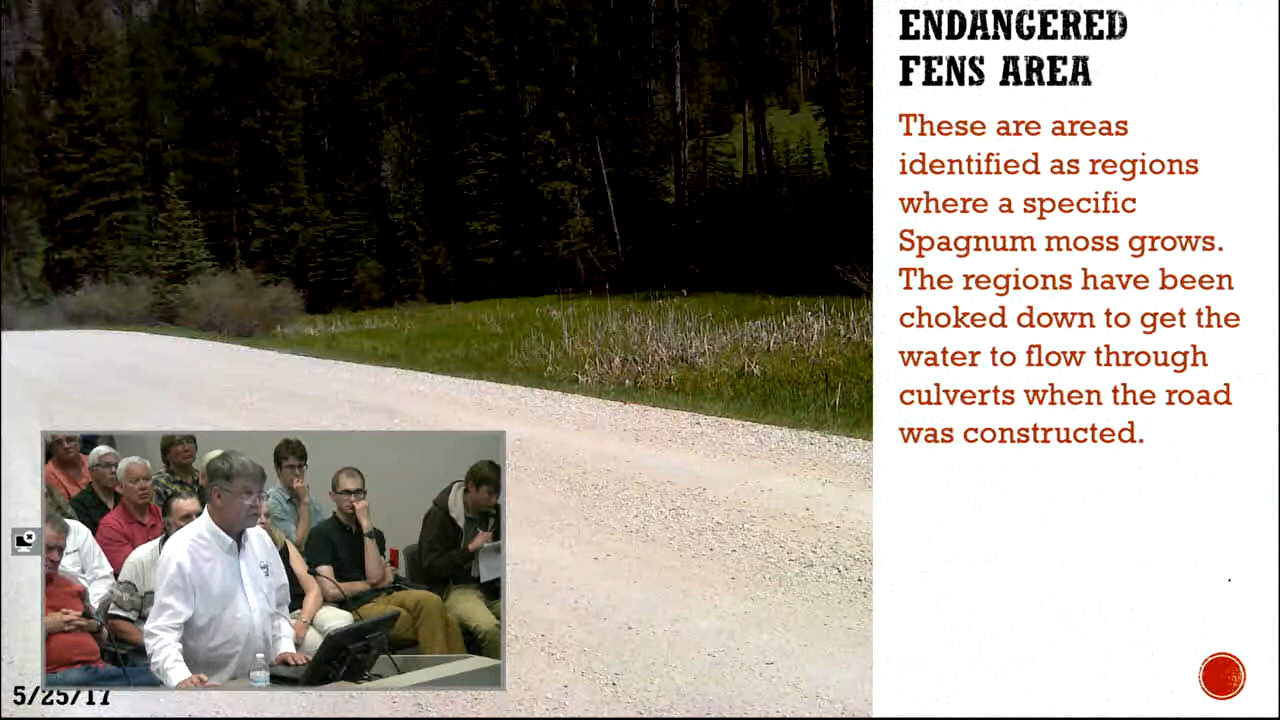 ENDANGERED
FENS AREA
These are areas
identified as regions
where a specific
Spagnum moss grows.
The regions have been
choked down to get the
water to flow through
culverts when the road
was constructed.
5/25/17